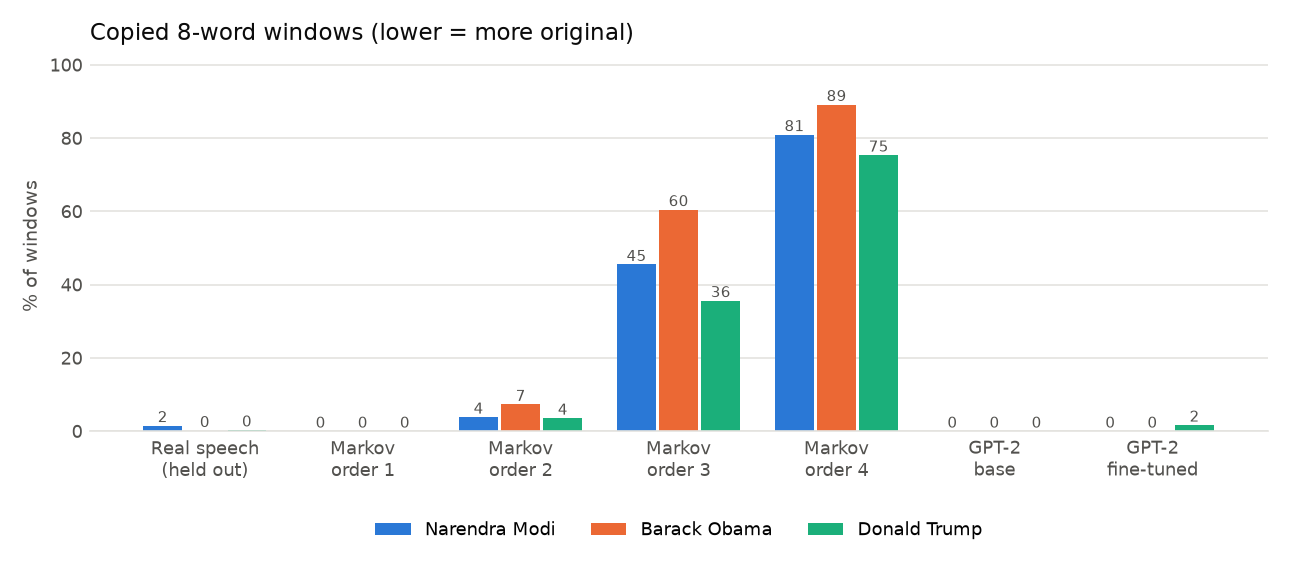 Copied 8-word windows (lower = more original)
100
80
60
40
20
0
% of windows
2 0 0
0 0 0
4 7 4
45 60 36
81 89 75
0 0 0
0 0 2
Real speech
(held out)
Markov
order 1
Markov
order 2
Markov
order 3
Markov
order 4
GPT-2
base
GPT-2
fine-tuned
Narendra Modi
Barack Obama
Donald Trump